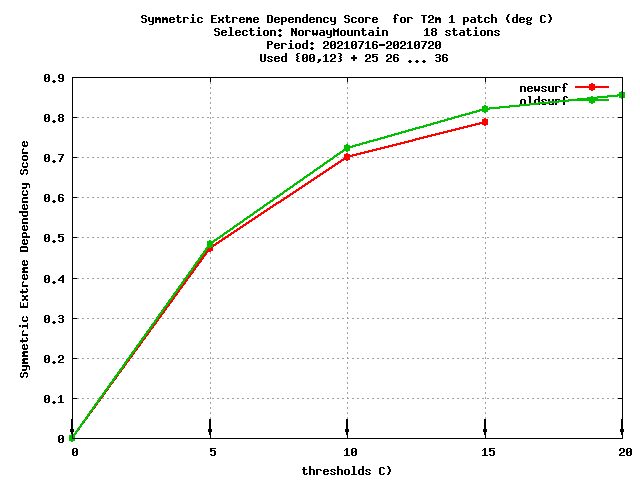 Symmetric Extreme Dependency Score for T2m 1 patch (deg C)
Selection: NorwayMountain 18 stations
Period: 20210716-20210720
Used {00,12} + 25 26 ... 36
newsurf
oldsurf
Symmetric Extreme Dependency Score
0.9
0.8
0.7
0.6
0.5
0.4
0.3
0.2
0.1
0
0 5 10 15 20
thresholds C)